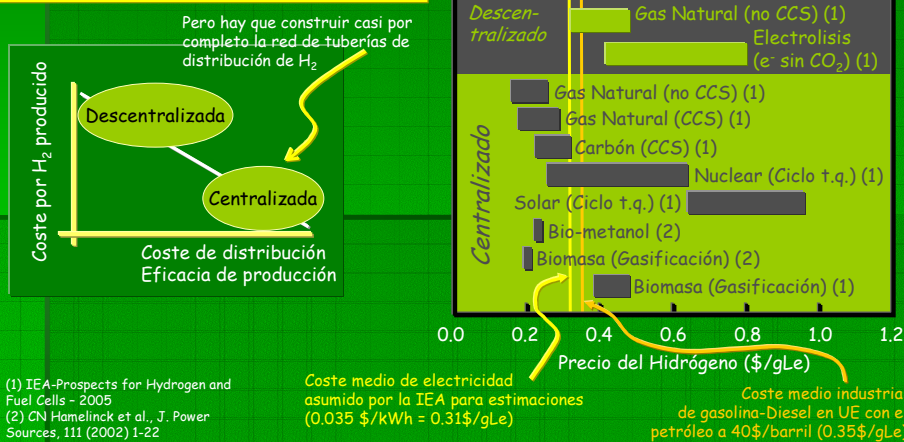 Pero hay que construir casi por
completo la red de tuberías de
distribución de H₂
Coste por H₂ producido
Descentralizada
Centralizada
Coste de distribución
Eficacia de producción
Descen-
tralizado
Gas Natural (no CCS) (1)
Electrolisis
(e⁻ sin CO₂) (1)
Centralizado
Gas Natural (no CCS) (1)
Gas Natural (CCS) (1)
Carbón (CCS) (1)
Nuclear (Ciclo t.q.) (1)
Solar (Ciclo t.q.) (1)
Bio-metanol (2)
Biomasa (Gasificación) (2)
Biomasa (Gasificación) (1)
0.0 0.2 0.4 0.6 0.8 1.0 1.2
Precio del Hidrógeno ($/gLe)
(1) IEA-Prospects for Hydrogen and
Fuel Cells – 2005
(2) CN Hamelinck et al., J. Power
Sources, 111 (2002) 1-22
Coste medio de electricidad
asumido por la IEA para estimaciones
(0.035 $/kWh = 0.31$/gLe)
Coste medio industria
de gasolina-Diesel en UE con e
petróleo a 40$/barril (0.35$/gLe)